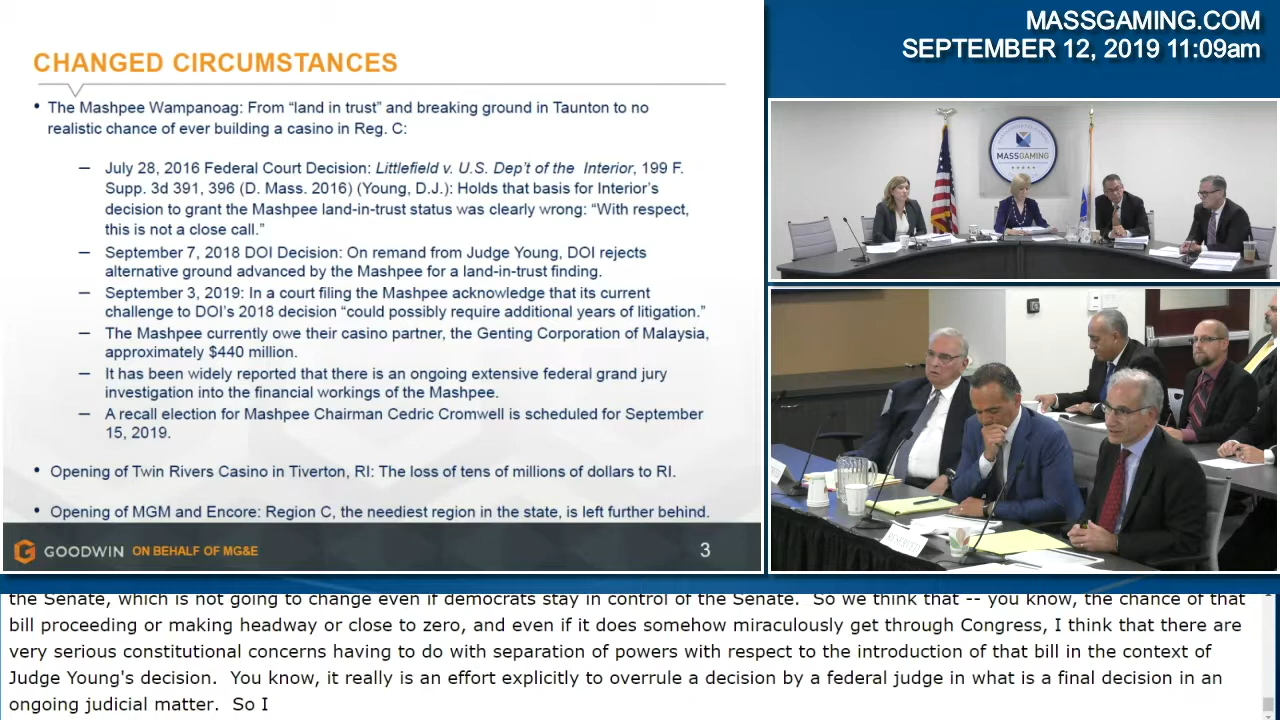 MASSGAMING.COM
SEPTEMBER 12, 2019 11:09am
CHANGED CIRCUMSTANCES
• The Mashpee Wampanoag: From “land in trust” and breaking ground in Taunton to no
realistic chance of ever building a casino in Reg. C:
– July 28, 2016 Federal Court Decision: Littlefield v. U.S. Dep’t of the Interior, 199 F.
Supp. 3d 391, 396 (D. Mass. 2016) (Young, D.J.): Holds that basis for Interior’s
decision to grant the Mashpee land-in-trust status was clearly wrong: “With respect,
this is not a close call.”
– September 7, 2018 DOI Decision: On remand from Judge Young, DOI rejects
alternative ground advanced by the Mashpee for a land-in-trust finding.
– September 3, 2019: In a court filing the Mashpee acknowledge that its current
challenge to DOI’s 2018 decision “could possibly require additional years of litigation.”
– The Mashpee currently owe their casino partner, the Genting Corporation of Malaysia,
approximately $440 million.
– It has been widely reported that there is an ongoing extensive federal grand jury
investigation into the financial workings of the Mashpee.
– A recall election for Mashpee Chairman Cedric Cromwell is scheduled for September
15, 2019.
• Opening of Twin Rivers Casino in Tiverton, RI: The loss of tens of millions of dollars to RI.
• Opening of MGM and Encore: Region C, the neediest region in the state, is left further behind.
GOODWIN ON BEHALF OF MG&E
3
MASSGAMING
RESERVED
the Senate, which is not going to change even if democrats stay in control of the Senate. So we think that -- you know, the chance of that
bill proceeding or making headway or close to zero, and even if it does somehow miraculously get through Congress, I think that there are
very serious constitutional concerns having to do with separation of powers with respect to the introduction of that bill in the context of
Judge Young's decision. You know, it really is an effort explicitly to overrule a decision by a federal judge in what is a final decision in an
ongoing judicial matter. So I